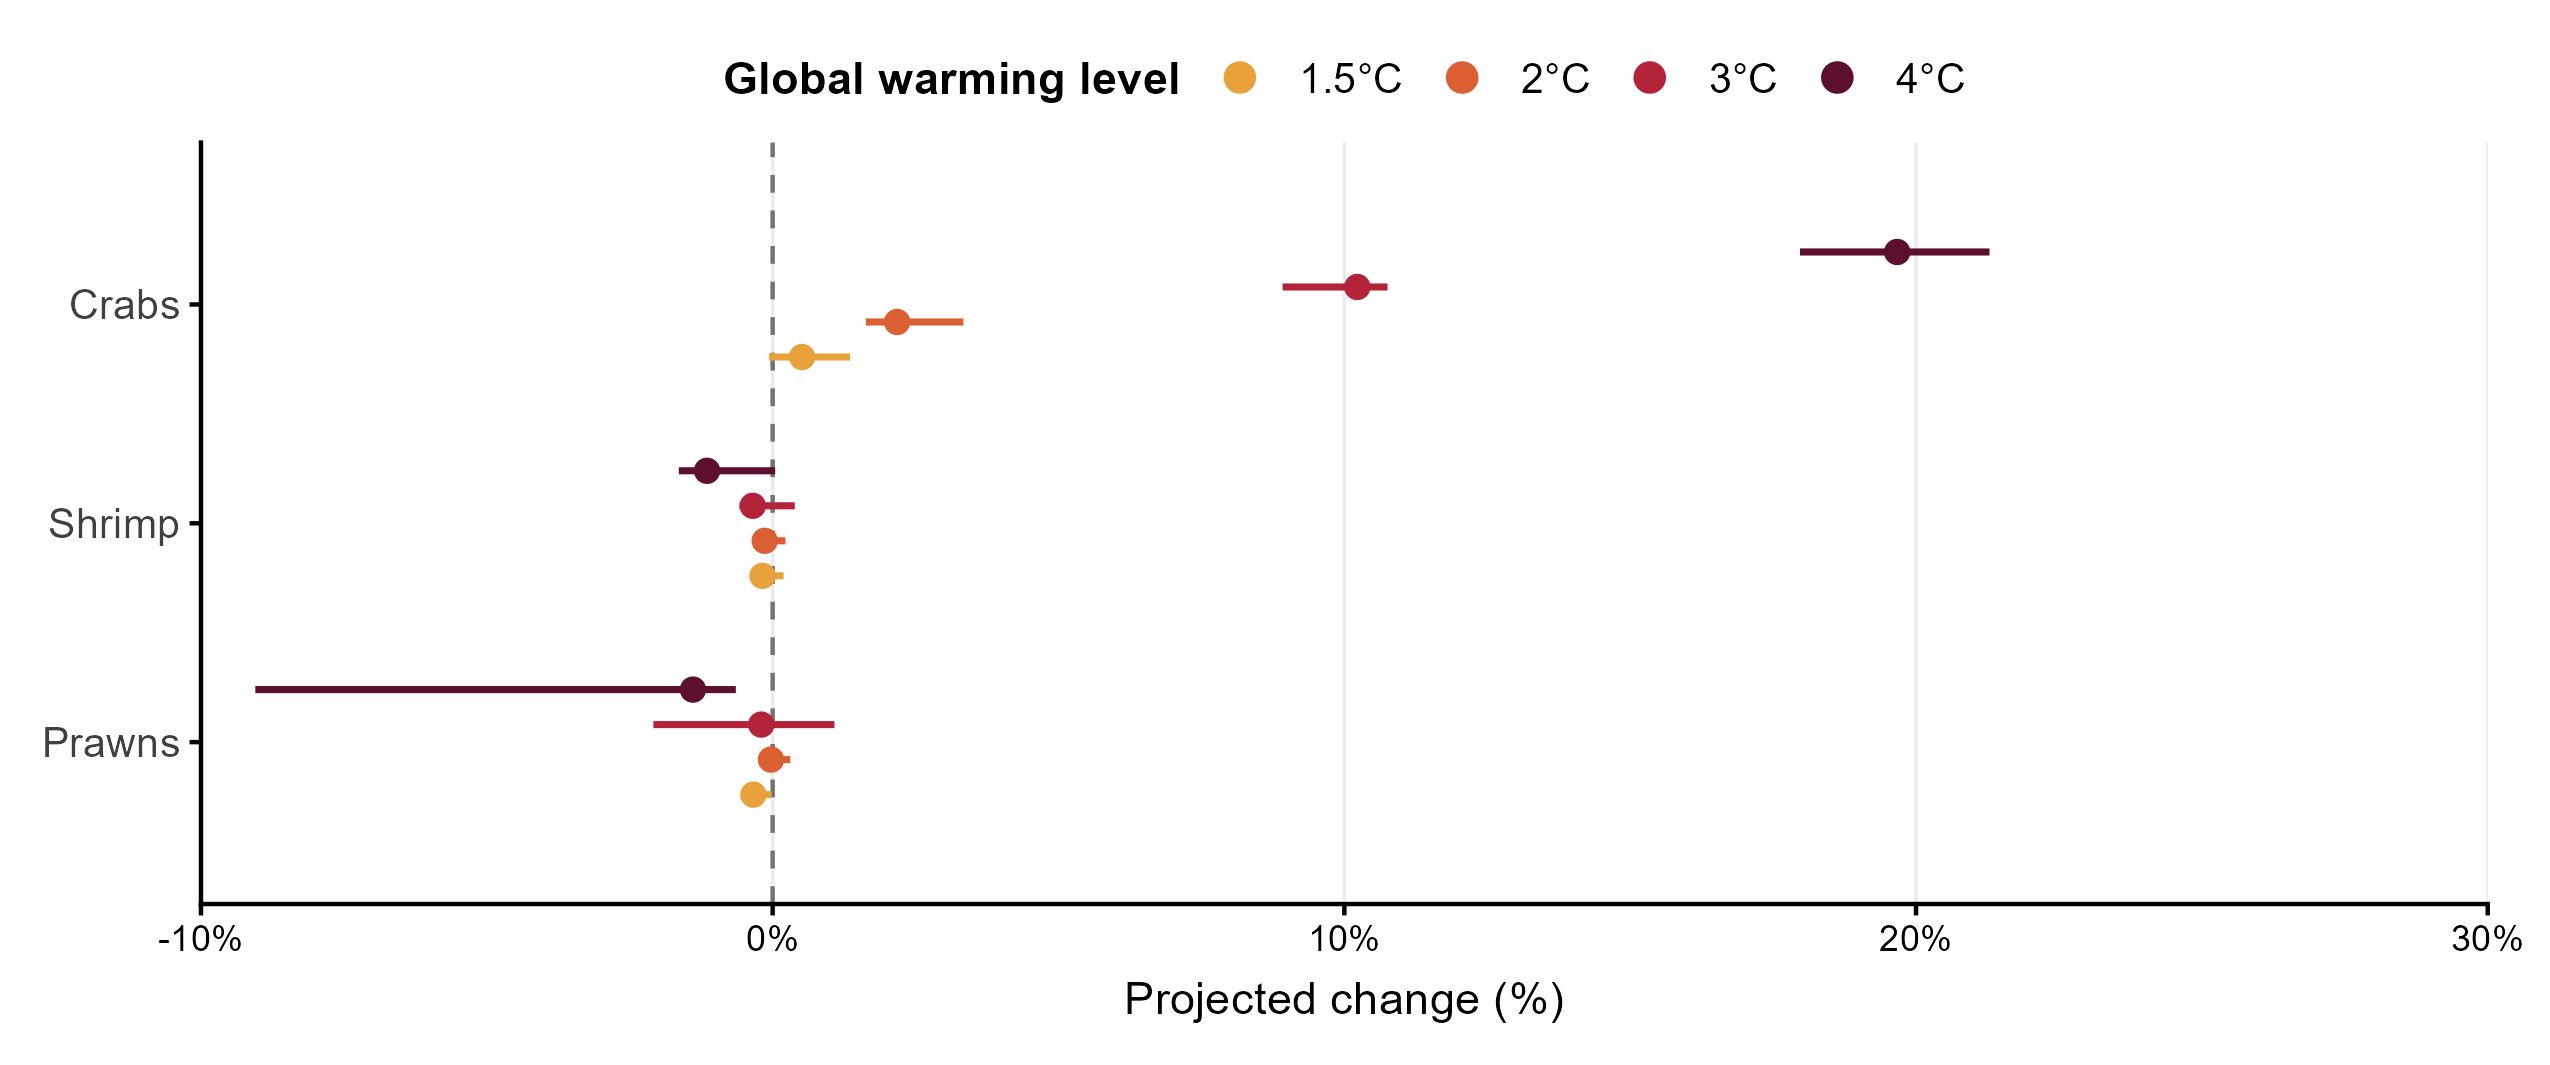 Global warming level 1.5°C 2°C 3°C 4°C
Crabs
Shrimp
Prawns
-10% 0% 10% 20% 30%
Projected change (%)